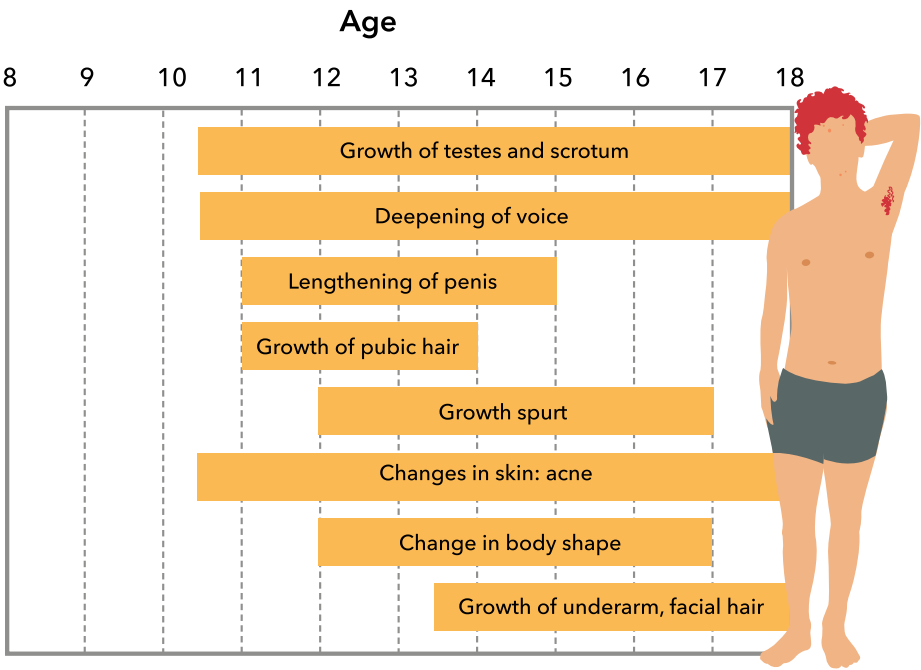 Age
8 9 10 11 12 13 14 15 16 17 18
Growth of testes and scrotum
Deepening of voice
Lengthening of penis
Growth of pubic hair
Growth spurt
Changes in skin: acne
Change in body shape
Growth of underarm, facial hair